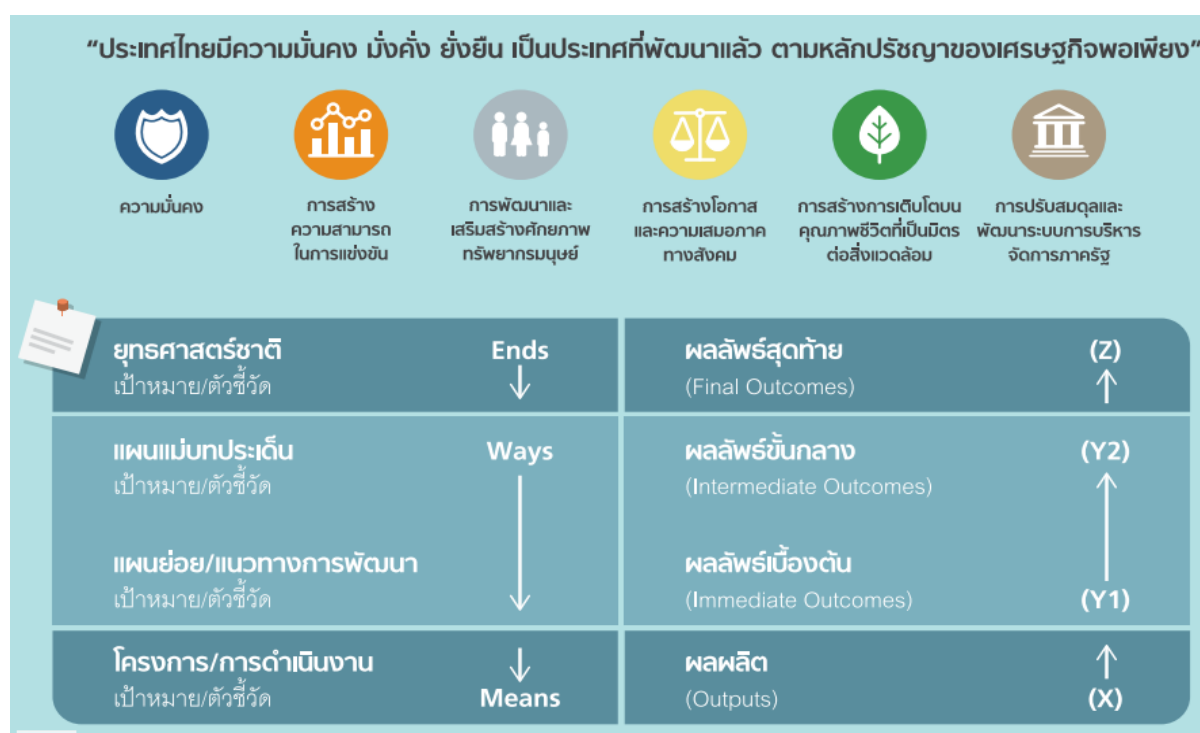 “ประเทศไทยมีความมั่นคง มั่งคั่ง ยั่งยืน เป็นประเทศที่พัฒนาแล้ว ตามหลักปรัชญาของเศรษฐกิจพอเพียง”
ความมั่นคง
การสร้าง
ความสามารถ
ในการแข่งขัน
การพัฒนาและ
เสริมสร้างศักยภาพ
ทรัพยากรมนุษย์
การสร้างโอกาส
และความเสมอภาค
ทางสังคม
การสร้างการเติบโตบน
คุณภาพชีวิตที่เป็นมิตร
ต่อสิ่งแวดล้อม
การปรับสมดุลและ
พัฒนาระบบการบริหาร
จัดการภาครัฐ
ยุทธศาสตร์ชาติ Ends
เป้าหมาย/ตัวชี้วัด
ผลลัพธ์สุดท้าย (Z)
(Final Outcomes)
แผนแม่บทประเด็น Ways
เป้าหมาย/ตัวชี้วัด
ผลลัพธ์ขั้นกลาง (Y2)
(Intermediate Outcomes)
แผนย่อย/แนวทางการพัฒนา
เป้าหมาย/ตัวชี้วัด
ผลลัพธ์เบื้องต้น
(Immediate Outcomes) (Y1)
โครงการ/การดำเนินงาน
เป้าหมาย/ตัวชี้วัด Means
ผลผลิต
(Outputs) (X)